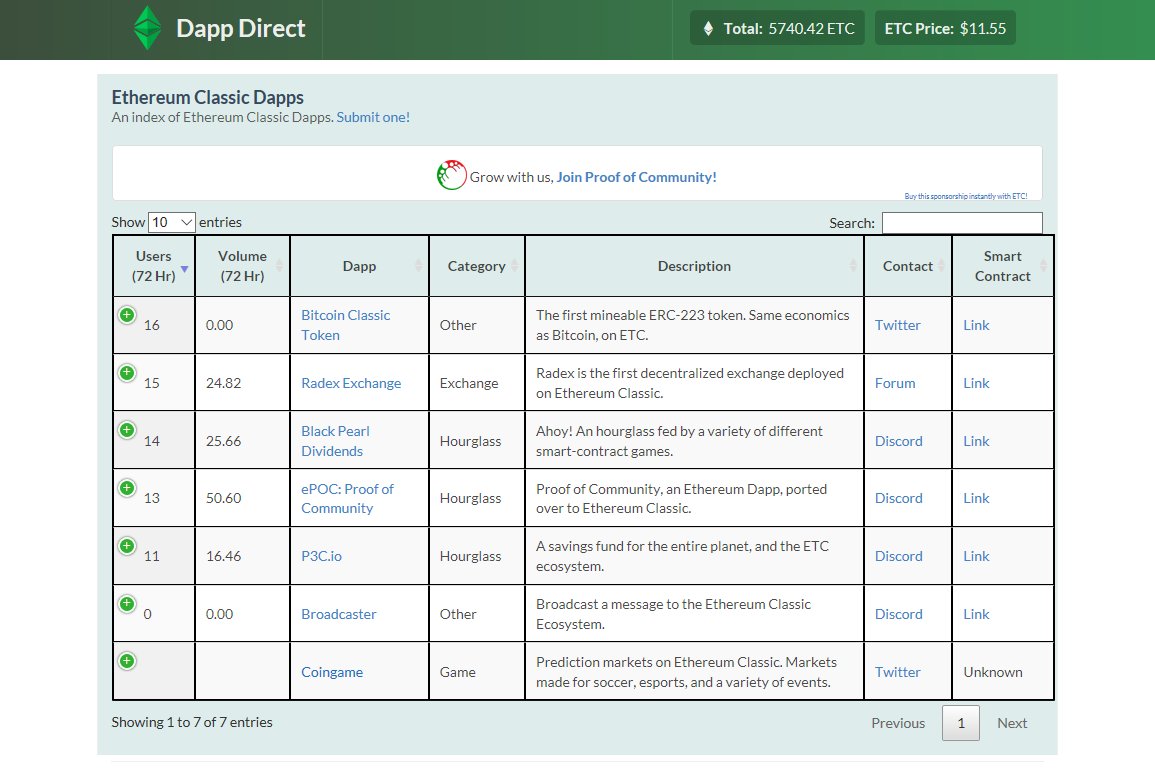 Dapp Direct
Total: 5740.42 ETC
ETC Price: $11.55
Ethereum Classic Dapps
An index of Ethereum Classic Dapps. Submit one!
Grow with us, Join Proof of Community!
Buy this sponsorship instantly with ETC!
Show 10 entries
Search:
Users (72 Hr) Volume (72 Hr) Dapp Category Description Contact Smart Contract
16 0.00 Bitcoin Classic Token Other The first mineable ERC-223 token. Same economics as Bitcoin, on ETC. Twitter Link
15 24.82 Radex Exchange Exchange Radex is the first decentralized exchange deployed on Ethereum Classic. Forum Link
14 25.66 Black Pearl Dividends Hourglass Ahoy! An hourglass fed by a variety of different smart-contract games. Discord Link
13 50.60 ePOC: Proof of Community Hourglass Proof of Community, an Ethereum Dapp, ported over to Ethereum Classic. Discord Link
11 16.46 P3C.io Hourglass A savings fund for the entire planet, and the ETC ecosystem. Discord Link
0 0.00 Broadcaster Other Broadcast a message to the Ethereum Classic Ecosystem. Discord Link
Coingame Game Prediction markets on Ethereum Classic. Markets made for soccer, esports, and a variety of events. Twitter Unknown
Showing 1 to 7 of 7 entries
Previous 1 Next